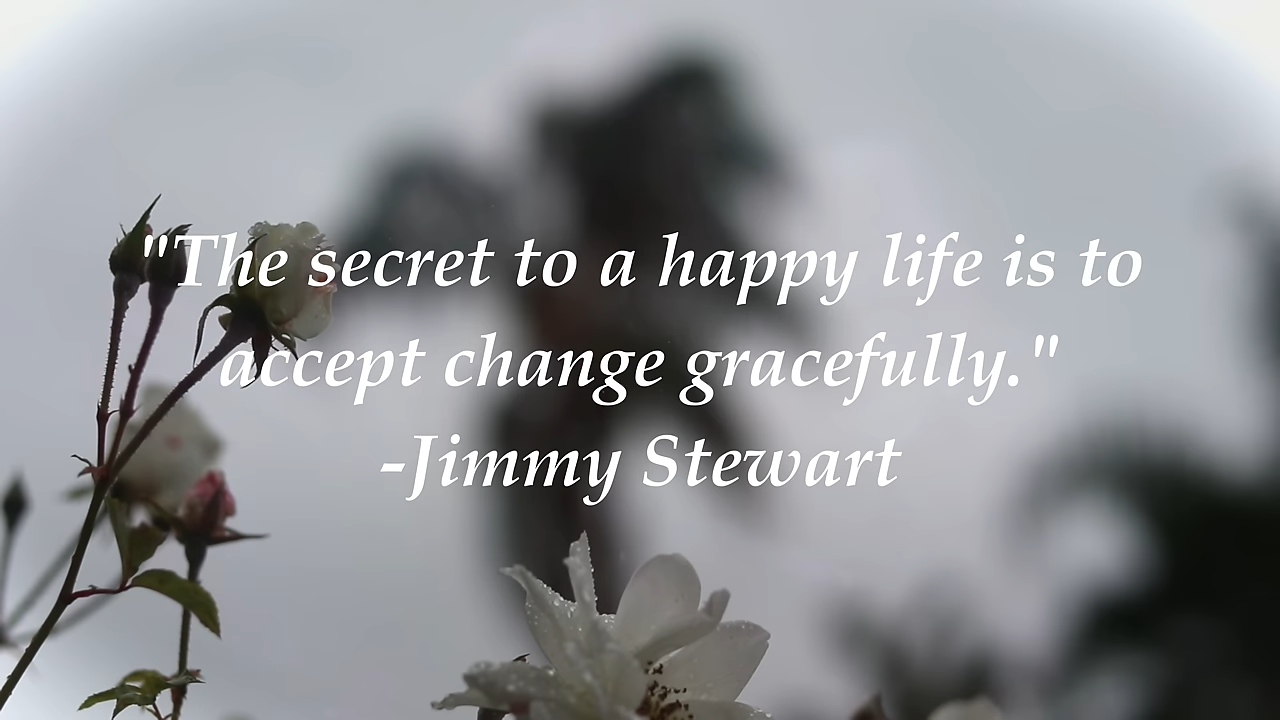 "The secret to a happy life is to
accept change gracefully."
-Jimmy Stewart